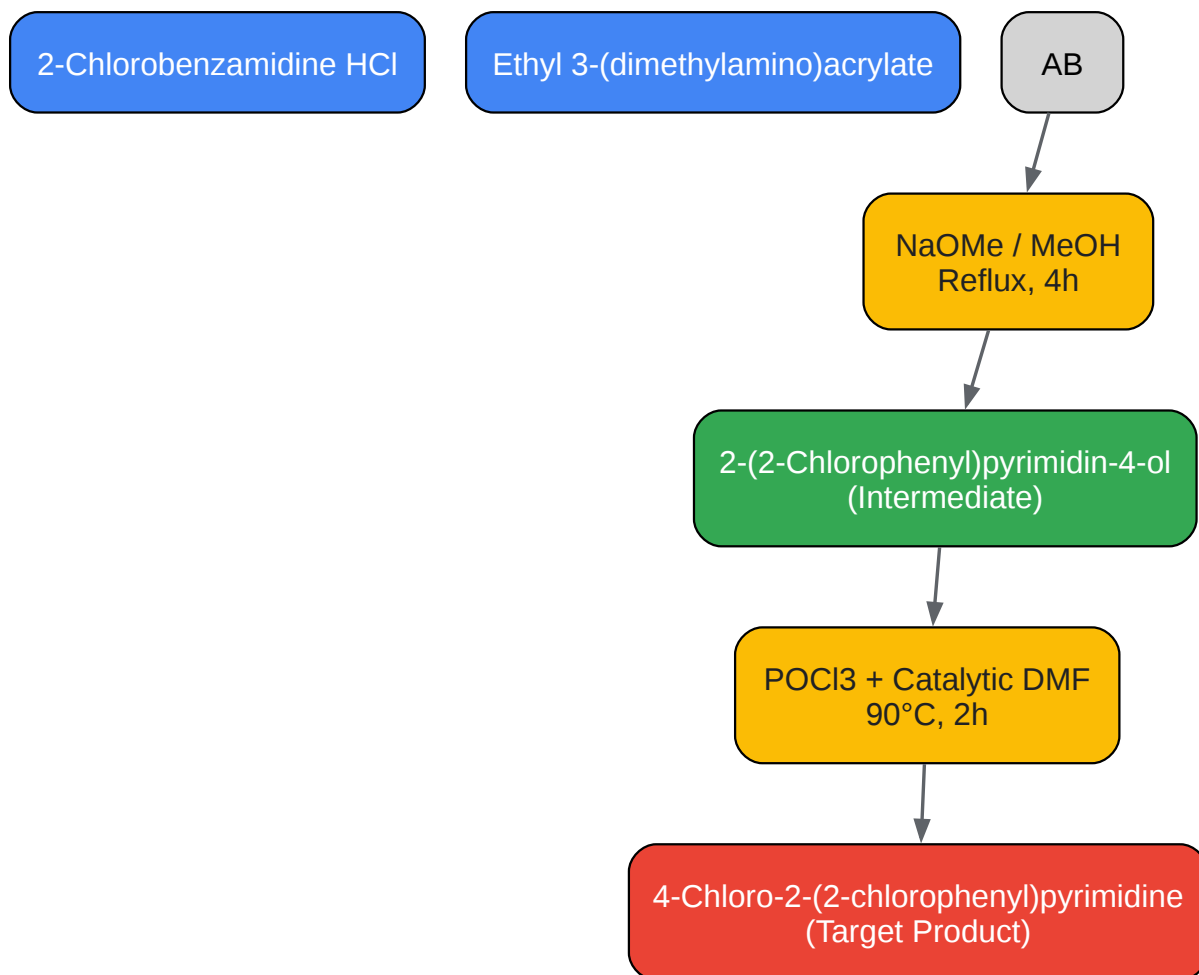 2-Chlorobenzamidine HCl
Ethyl 3-(dimethylamino)acrylate
AB
NaOMe / MeOH
Reflux, 4h
2-(2-Chlorophenyl)pyrimidin-4-ol
(Intermediate)
POCl3 + Catalytic DMF
90°C, 2h
4-Chloro-2-(2-chlorophenyl)pyrimidine
(Target Product)